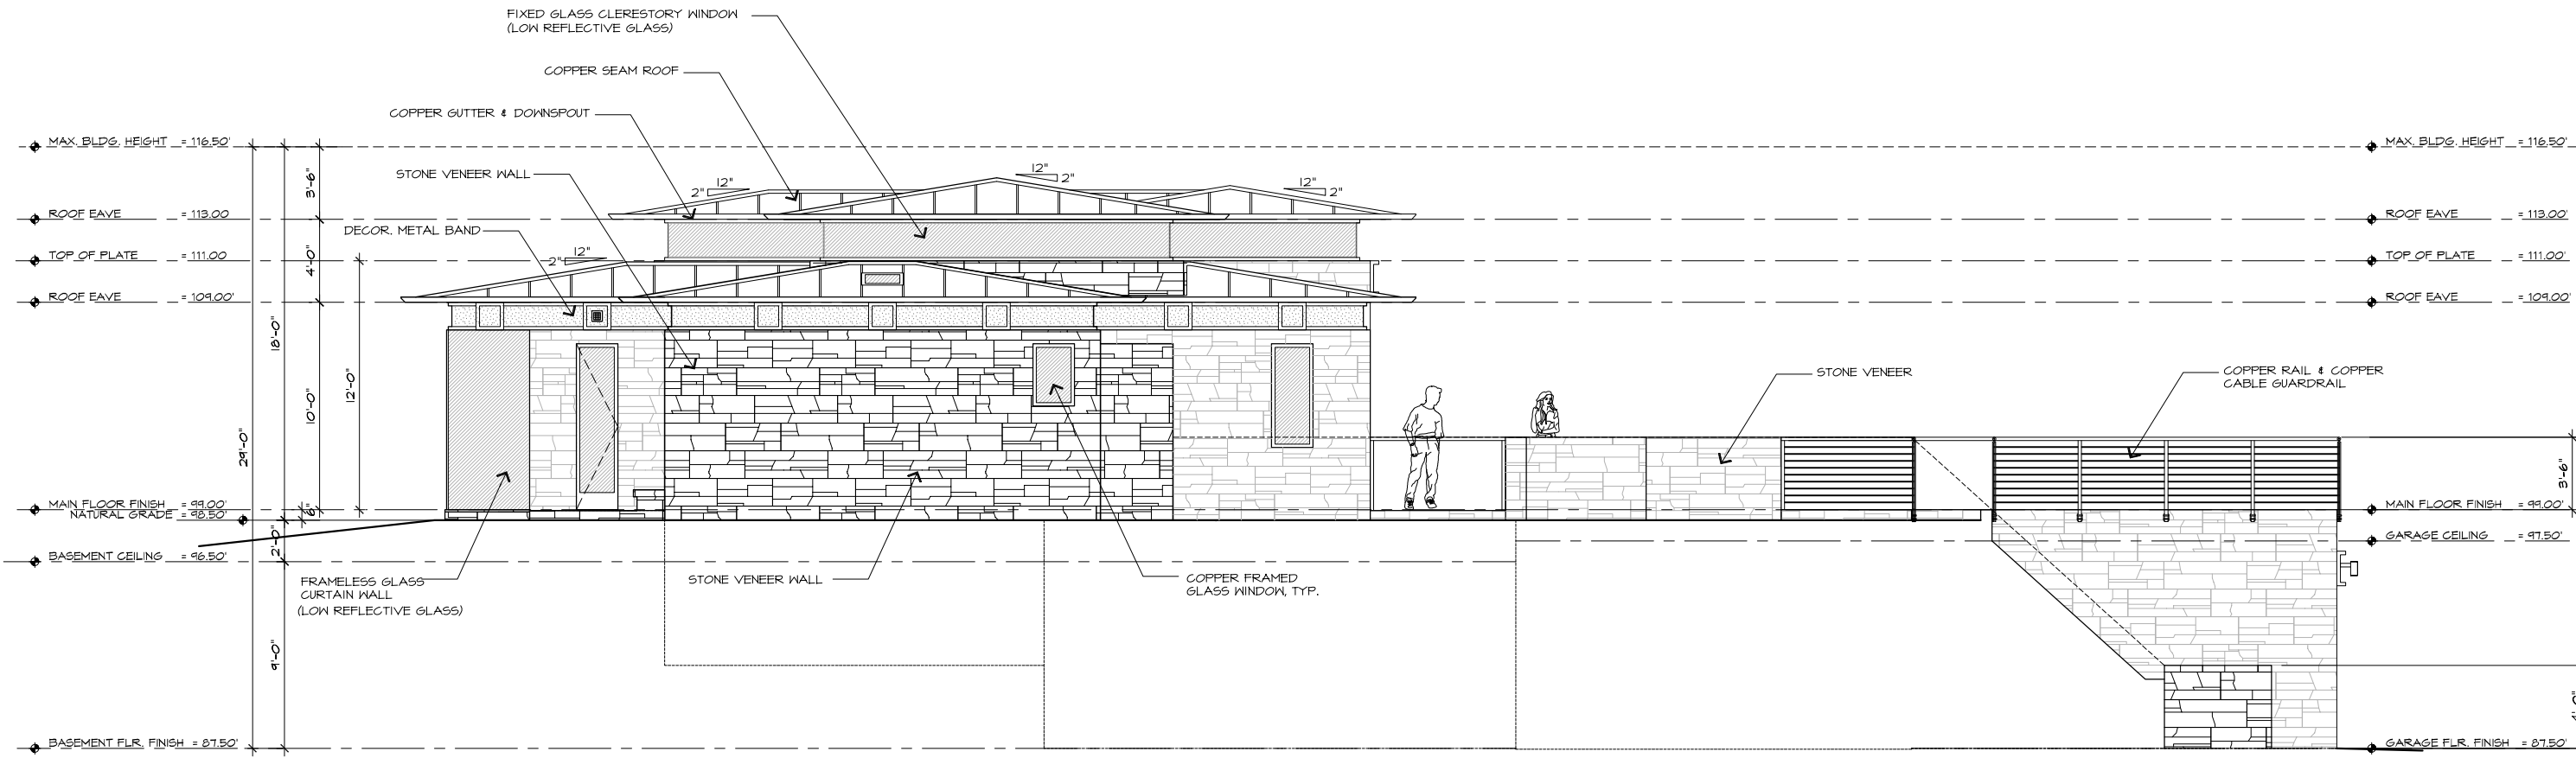 FIXED GLASS CLERESTORY WINDOW
(LOW REFLECTIVE GLASS)
COPPER SEAM ROOF
COPPER GUTTER & DOWNSPOUT
STONE VENEER WALL
DECOR. METAL BAND
MAX. BLDG. HEIGHT = 116.50'
ROOF EAVE = 113.00
TOP OF PLATE = 111.00
ROOF EAVE = 109.00'
MAIN FLOOR FINISH = 99.00'
NATURAL GRADE = 98.50'
BASEMENT CEILING = 96.50'
BASEMENT FLR. FINISH = 87.50'
3'-6"
4'-0"
18'-0"
10'-0"
12'-0"
29'-0"
6"
2'-0"
9'-0"
12"
2"
12"
2"
12"
2"
12"
2"
FRAMELESS GLASS
CURTAIN WALL
(LOW REFLECTIVE GLASS)
STONE VENEER WALL
COPPER FRAMED
GLASS WINDOW, TYP.
STONE VENEER
COPPER RAIL & COPPER
CABLE GUARDRAIL
MAX. BLDG. HEIGHT = 116.50'
ROOF EAVE = 113.00'
TOP OF PLATE = 111.00'
ROOF EAVE = 109.00'
3'-6"
MAIN FLOOR FINISH = 99.00'
GARAGE CEILING = 97.50'
GARAGE FLR. FINISH = 87.50'